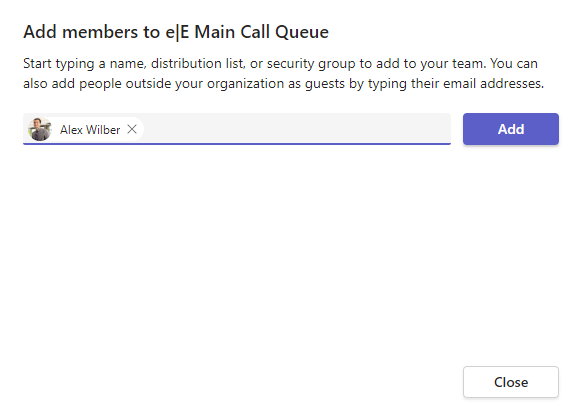 Add members to e|E Main Call Queue
Start typing a name, distribution list, or security group to add to your team. You can
also add people outside your organization as guests by typing their email addresses.
Alex Wilber
Add
Close